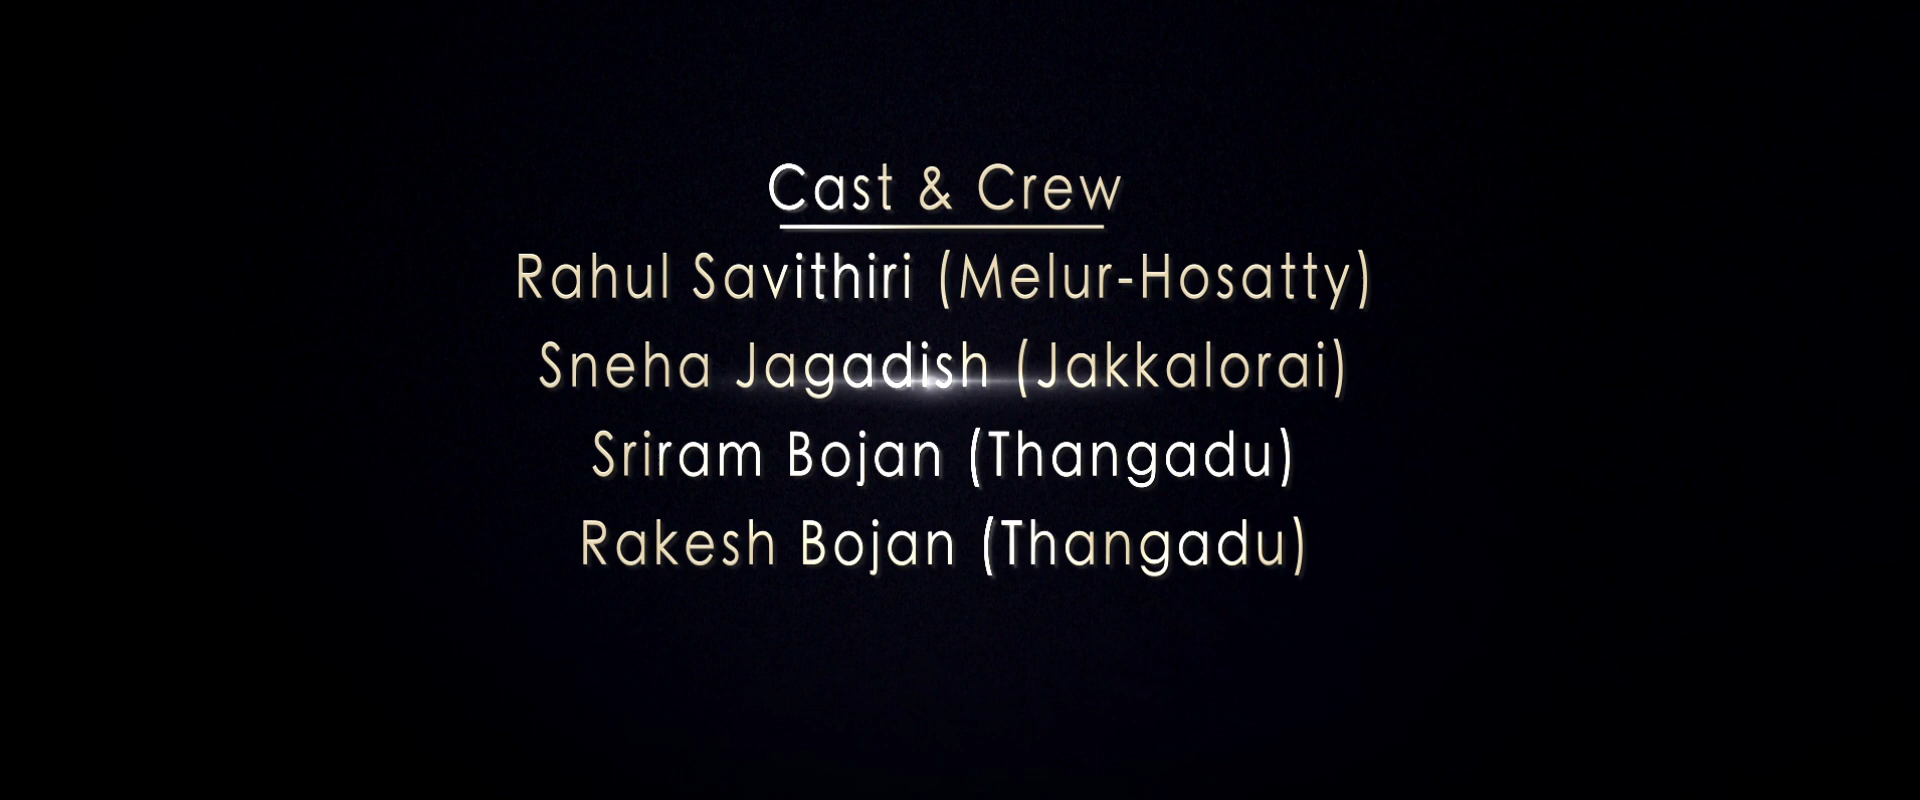 Cast & Crew
Rahul Savithiri (Melur-Hosatty)
Sneha Jagadish (Jakkalorai)
Sriram Bojan (Thangadu)
Rakesh Bojan (Thangadu)